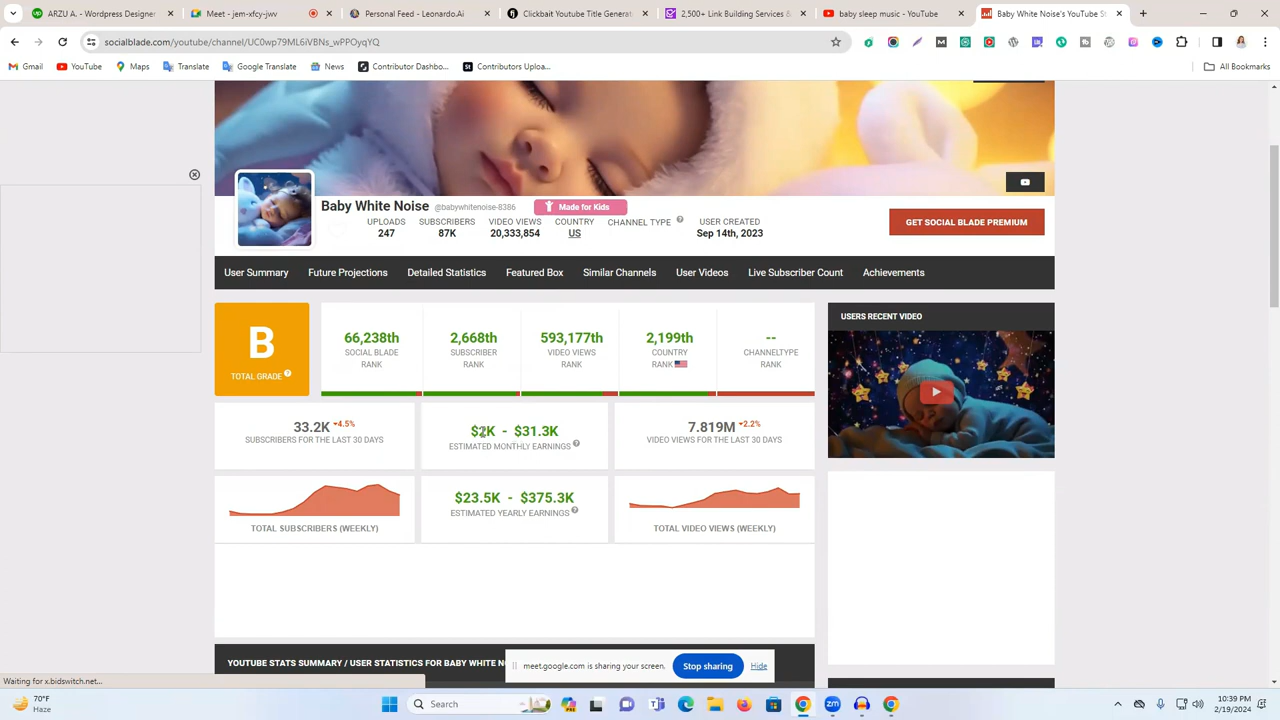 ARZU A. - Wordpress Designer
Meet - jem-xfcy-jwv
Personal Feed - Leonardo.Ai
Clickbait Youtube Title Generat
2,500+ Link Building Services &
baby sleep music - YouTube
Baby White Noise's YouTube St
socialblade.com/youtube/channel/UC0wp79ML6iVBNs_wPPOyqYQ
Gmail
YouTube
Maps
Translate
Google Translate
News
Contributor Dashbo...
Contributors Uploa...
All Bookmarks
Baby White Noise @babywhitenoise-8386 Made for Kids
UPLOADS SUBSCRIBERS VIDEO VIEWS COUNTRY CHANNEL TYPE USER CREATED
247 87K 20,333,854 US Sep 14th, 2023
GET SOCIAL BLADE PREMIUM
User Summary Future Projections Detailed Statistics Featured Box Similar Channels User Videos Live Subscriber Count Achievements
B
TOTAL GRADE
66,238th
SOCIAL BLADE
RANK
2,668th
SUBSCRIBER
RANK
593,177th
VIDEO VIEWS
RANK
2,199th
COUNTRY
RANK
--
CHANNELTYPE
RANK
USERS RECENT VIDEO
33.2K 4.5%
SUBSCRIBERS FOR THE LAST 30 DAYS
$2K - $31.3K
ESTIMATED MONTHLY EARNINGS
7.819M 2.2%
VIDEO VIEWS FOR THE LAST 30 DAYS
TOTAL SUBSCRIBERS (WEEKLY)
$23.5K - $375.3K
ESTIMATED YEARLY EARNINGS
TOTAL VIDEO VIEWS (WEEKLY)
YOUTUBE STATS SUMMARY / USER STATISTICS FOR BABY WHITE NO
meet.google.com is sharing your screen.
Stop sharing
Hide
Waiting for x.bidswitch.net...
70°F
Haze
Search
10:39 PM
2/19/2024